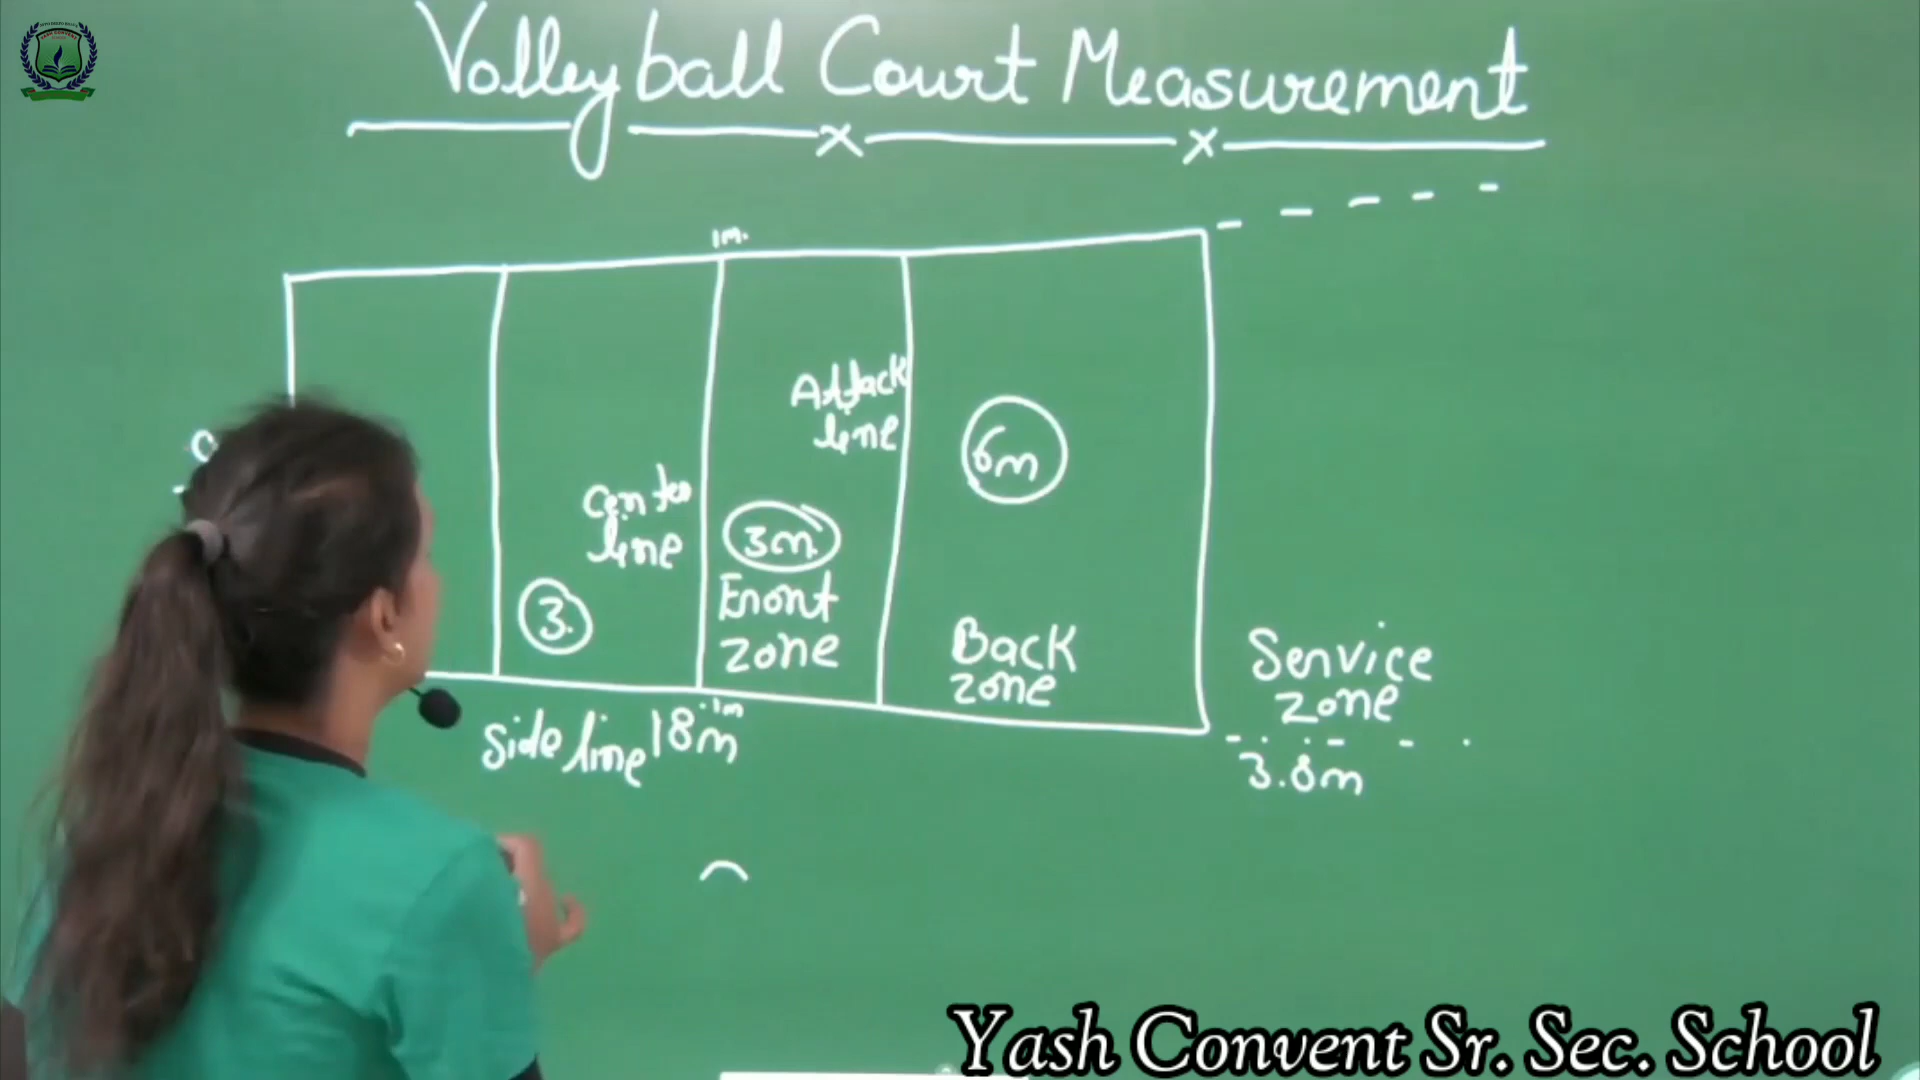 Volleyball Court Measurement
1m.
Attack
line
6m
Center
line
3m
Front
zone
3.
Back
zone
Service
zone
1m
Side line 18m
3.8m
Yash Convent Sr. Sec. School